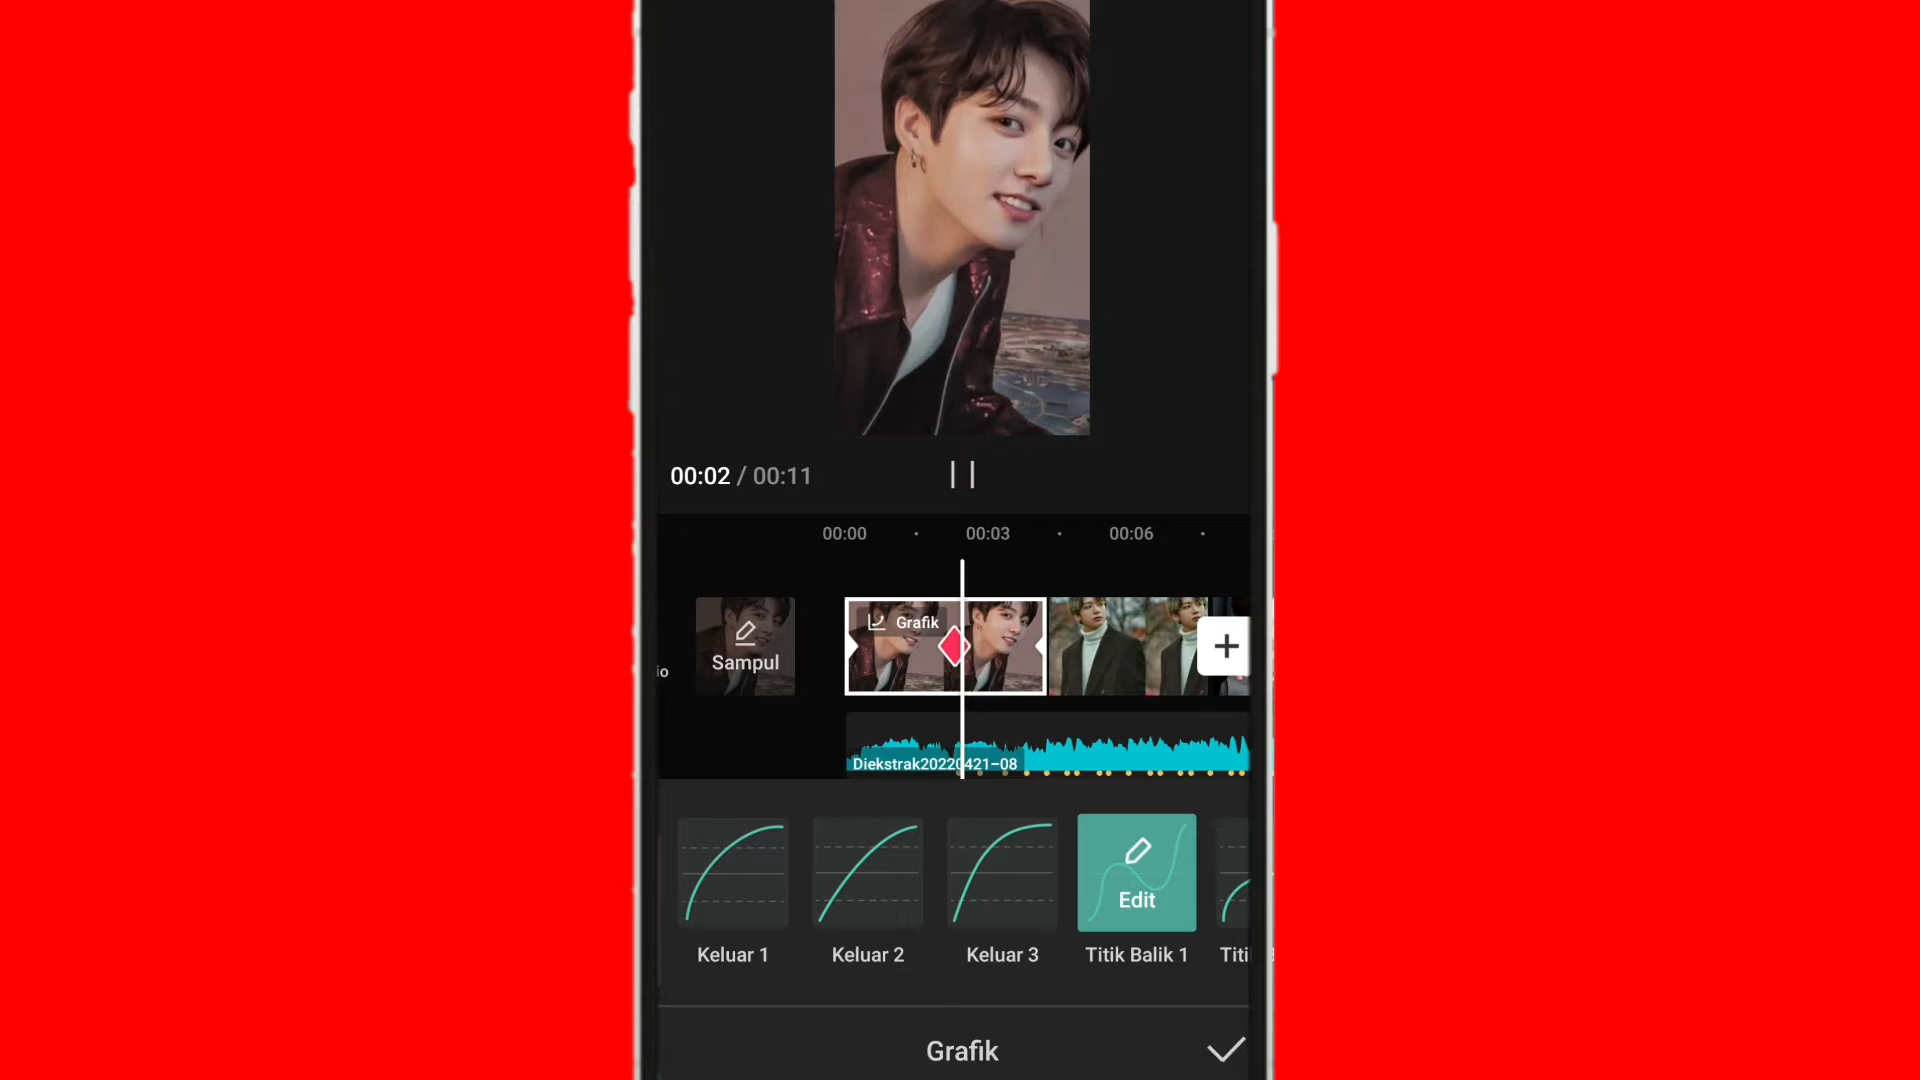 00:02 / 00:11
00:00 00:03 00:06
Grafik
Sampul
io
Diekstrak20220421-08
Edit
Keluar 1 Keluar 2 Keluar 3 Titik Balik 1 Titi
Grafik